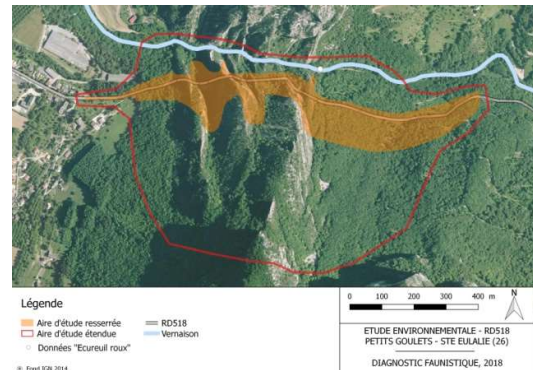 Légende
Aire d'étude resserrée
Aire d'étude étendue
Données "Ecureuil roux"
RD518
Vernaison
© Fond IGN 2014
0 100 200 300 400 m
N
ETUDE ENVIRONNEMENTALE - RD518
PETITS GOULETS - STE EULALIE (26)
DIAGNOSTIC FAUNISTIQUE, 2018